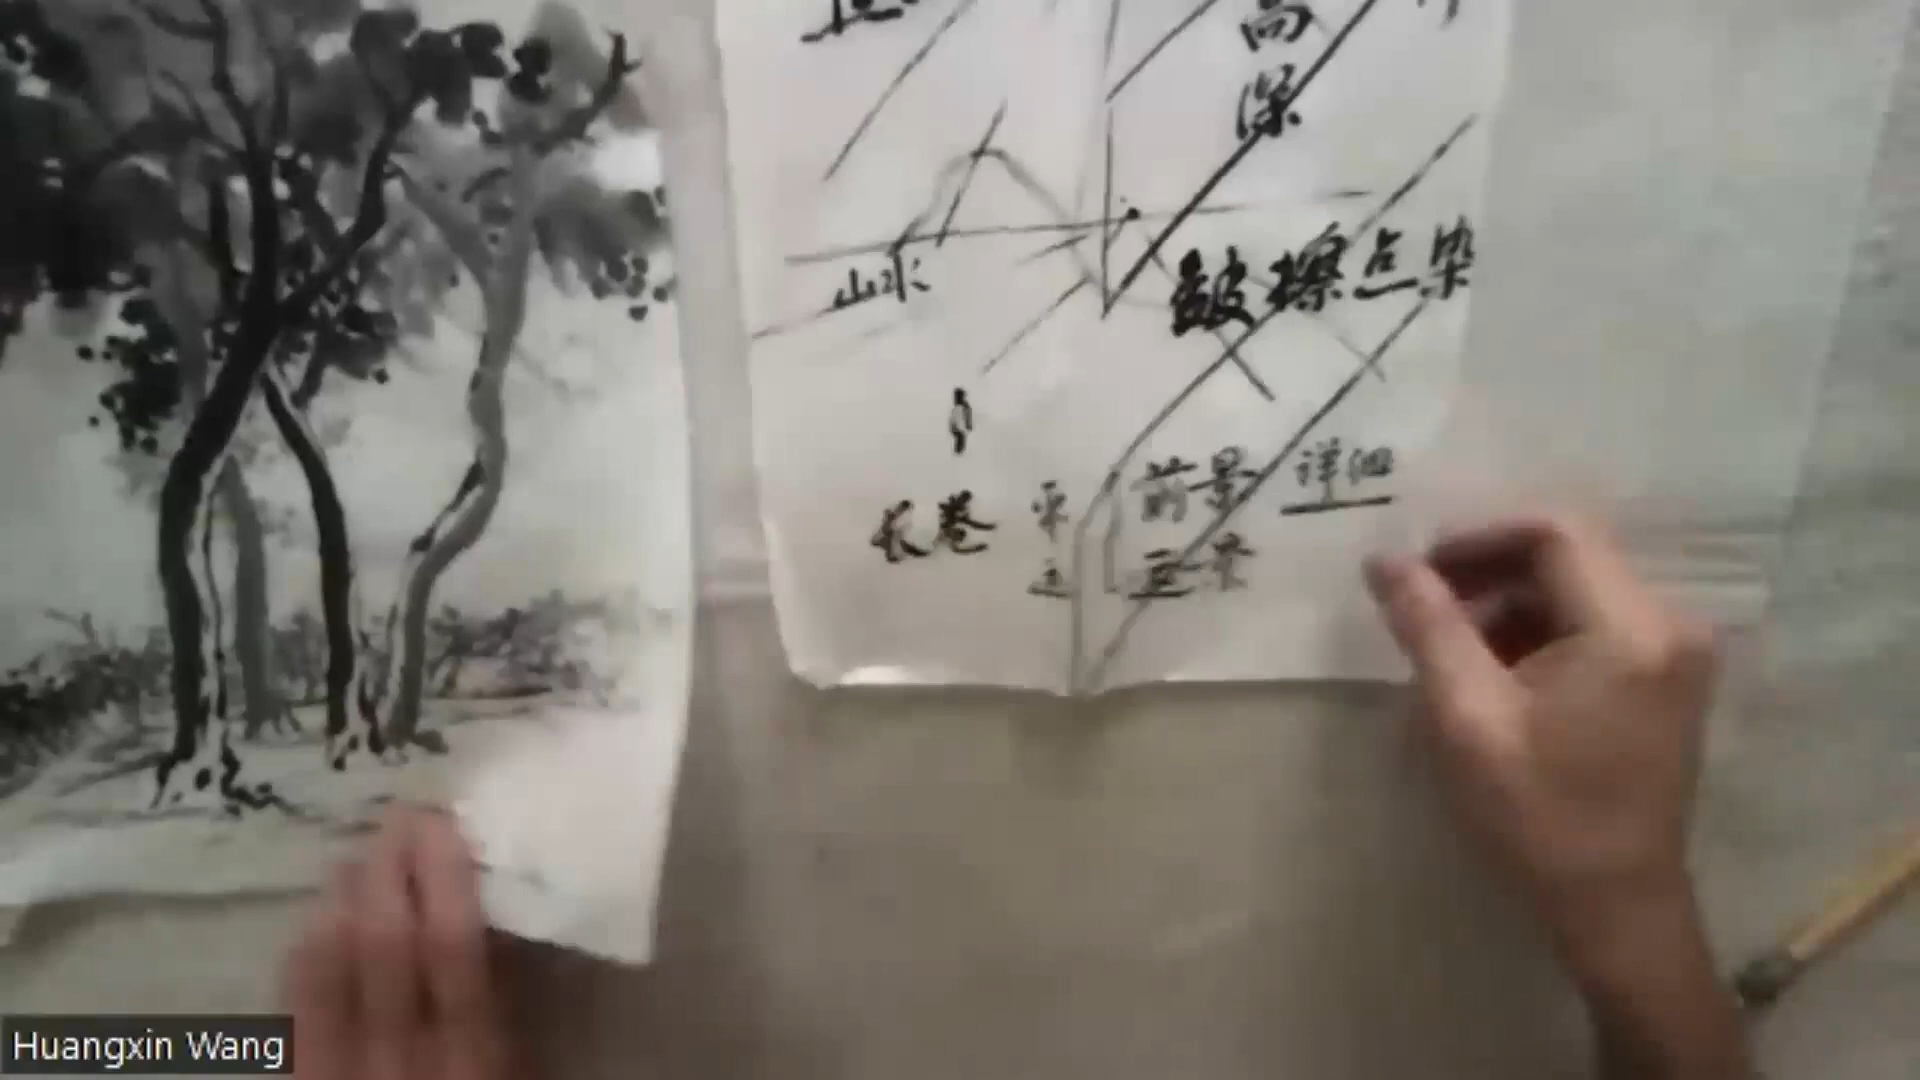 高
深
山水
皴擦点染
长卷
平
远
前景 详细
远景
Huangxin Wang